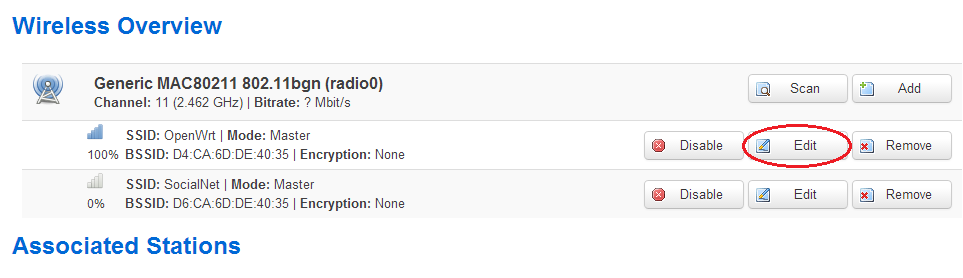 Wireless Overview
Generic MAC80211 802.11bgn (radio0)
Channel: 11 (2.462 GHz) | Bitrate: ? Mbit/s
Scan
Add
SSID: OpenWrt | Mode: Master
100% BSSID: D4:CA:6D:DE:40:35 | Encryption: None
Disable
Edit
Remove
SSID: SocialNet | Mode: Master
0% BSSID: D6:CA:6D:DE:40:35 | Encryption: None
Disable
Edit
Remove
Associated Stations